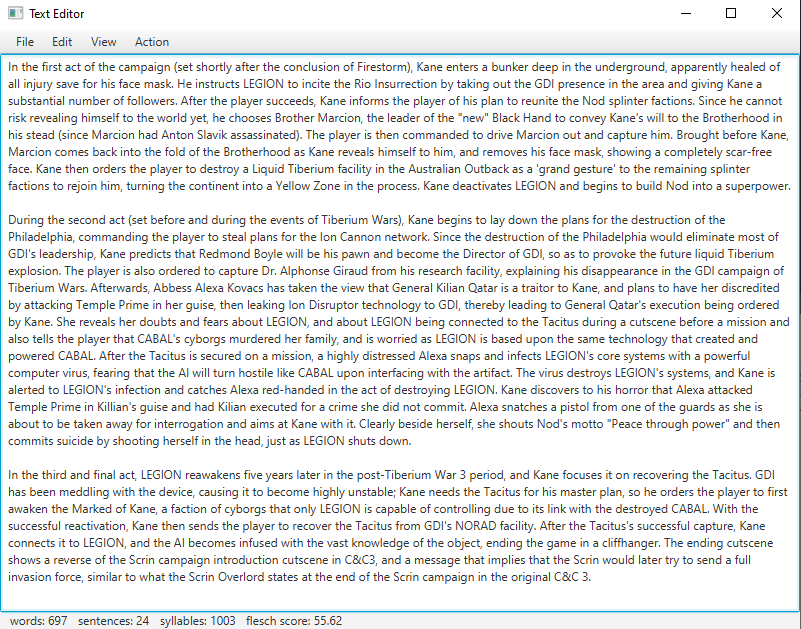 Text Editor
File Edit View Action
In the first act of the campaign (set shortly after the conclusion of Firestorm), Kane enters a bunker deep in the underground, apparently healed of
all injury save for his face mask. He instructs LEGION to incite the Rio Insurrection by taking out the GDI presence in the area and giving Kane a
substantial number of followers. After the player succeeds, Kane informs the player of his plan to reunite the Nod splinter factions. Since he cannot
risk revealing himself to the world yet, he chooses Brother Marcion, the leader of the "new" Black Hand to convey Kane's will to the Brotherhood in
his stead (since Marcion had Anton Slavik assassinated). The player is then commanded to drive Marcion out and capture him. Brought before Kane,
Marcion comes back into the fold of the Brotherhood as Kane reveals himself to him, and removes his face mask, showing a completely scar-free
face. Kane then orders the player to destroy a Liquid Tiberium facility in the Australian Outback as a 'grand gesture' to the remaining splinter
factions to rejoin him, turning the continent into a Yellow Zone in the process. Kane deactivates LEGION and begins to build Nod into a superpower.
During the second act (set before and during the events of Tiberium Wars), Kane begins to lay down the plans for the destruction of the
Philadelphia, commanding the player to steal plans for the Ion Cannon network. Since the destruction of the Philadelphia would eliminate most of
GDI's leadership, Kane predicts that Redmond Boyle will be his pawn and become the Director of GDI, so as to provoke the future liquid Tiberium
explosion. The player is also ordered to capture Dr. Alphonse Giraud from his research facility, explaining his disappearance in the GDI campaign of
Tiberium Wars. Afterwards, Abbess Alexa Kovacs has taken the view that General Kilian Qatar is a traitor to Kane, and plans to have her discredited
by attacking Temple Prime in her guise, then leaking Ion Disruptor technology to GDI, thereby leading to General Qatar's execution being ordered
by Kane. She reveals her doubts and fears about LEGION, and about LEGION being connected to the Tacitus during a cutscene before a mission and
also tells the player that CABAL's cyborgs murdered her family, and is worried as LEGION is based upon the same technology that created and
powered CABAL. After the Tacitus is secured on a mission, a highly distressed Alexa snaps and infects LEGION's core systems with a powerful
computer virus, fearing that the AI will turn hostile like CABAL upon interfacing with the artifact. The virus destroys LEGION's systems, and Kane is
alerted to LEGION's infection and catches Alexa red-handed in the act of destroying LEGION. Kane discovers to his horror that Alexa attacked
Temple Prime in Killian's guise and had Kilian executed for a crime she did not commit. Alexa snatches a pistol from one of the guards as she is
about to be taken away for interrogation and aims at Kane with it. Clearly beside herself, she shouts Nod's motto "Peace through power" and then
commits suicide by shooting herself in the head, just as LEGION shuts down.
In the third and final act, LEGION reawakens five years later in the post-Tiberium War 3 period, and Kane focuses it on recovering the Tacitus. GDI
has been meddling with the device, causing it to become highly unstable; Kane needs the Tacitus for his master plan, so he orders the player to first
awaken the Marked of Kane, a faction of cyborgs that only LEGION is capable of controlling due to its link with the destroyed CABAL. With the
successful reactivation, Kane then sends the player to recover the Tacitus from GDI's NORAD facility. After the Tacitus's successful capture, Kane
connects it to LEGION, and the AI becomes infused with the vast knowledge of the object, ending the game in a cliffhanger. The ending cutscene
shows a reverse of the Scrin campaign introduction cutscene in C&C3, and a message that implies that the Scrin would later try to send a full
invasion force, similar to what the Scrin Overlord states at the end of the Scrin campaign in the original C&C 3.
words: 697 sentences: 24 syllables: 1003 flesch score: 55.62